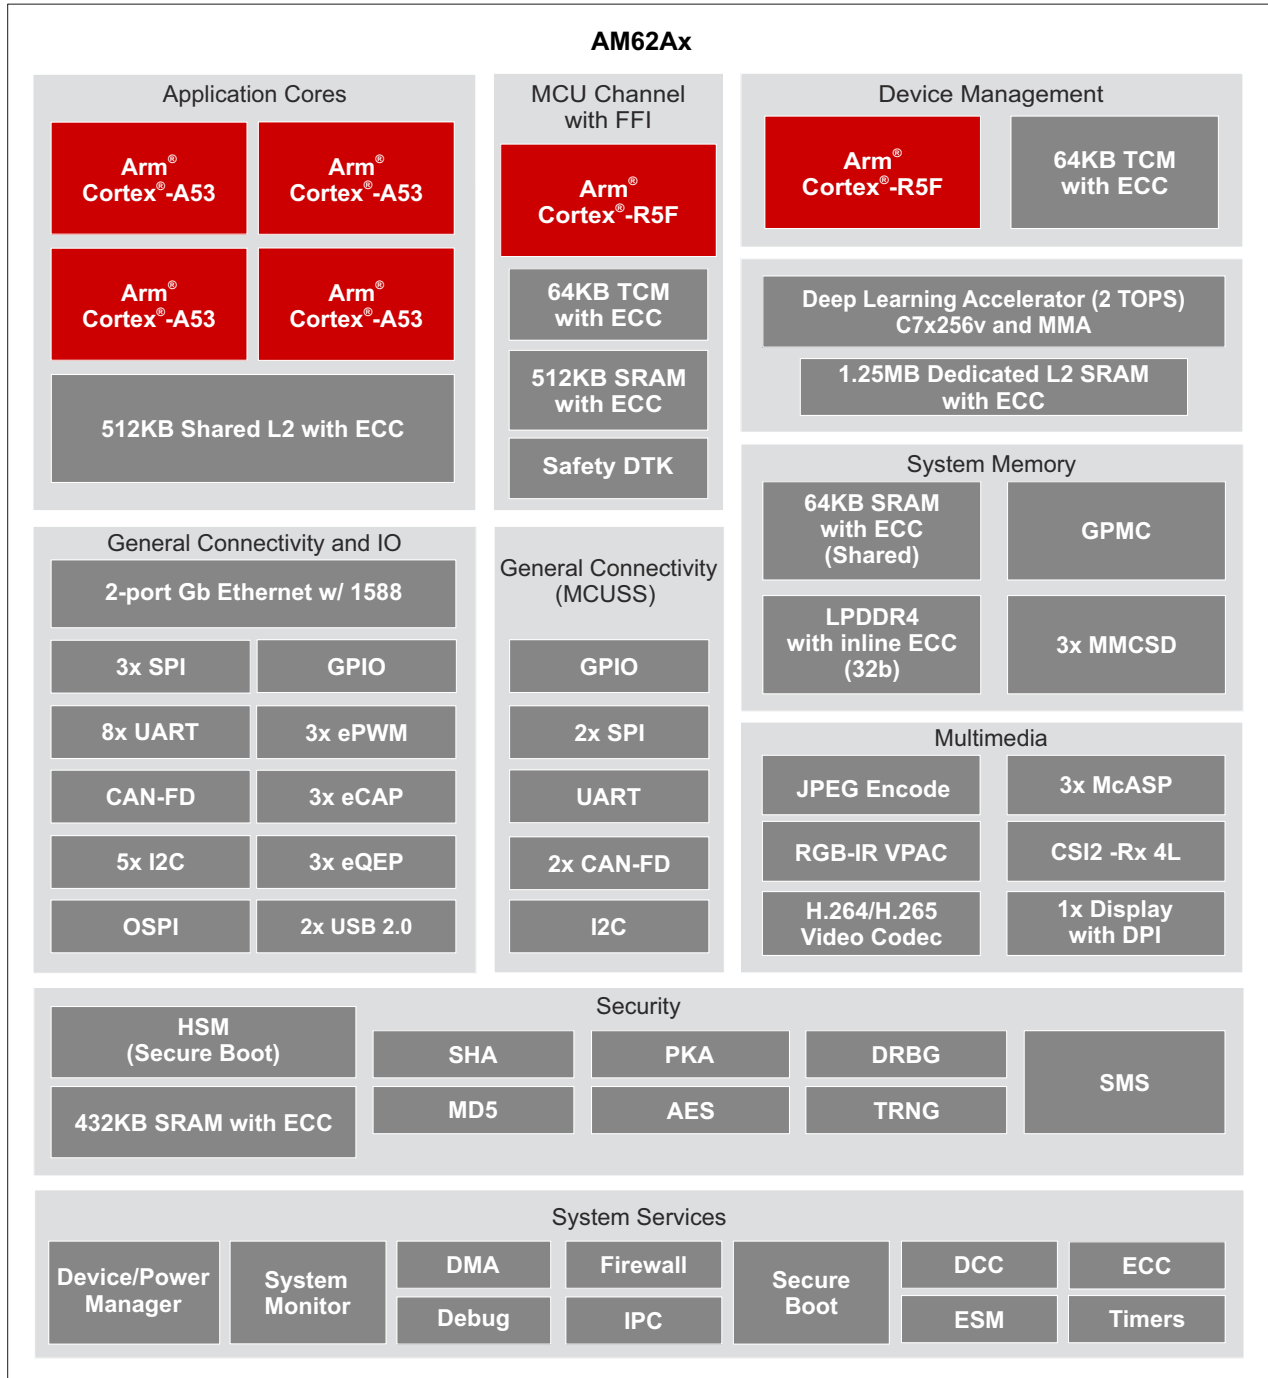 AM62Ax
Application Cores
Arm®
Cortex®-A53
Arm®
Cortex®-A53
Arm®
Cortex®-A53
Arm®
Cortex®-A53
512KB Shared L2 with ECC
MCU Channel
with FFI
Arm®
Cortex®-R5F
64KB TCM
with ECC
512KB SRAM
with ECC
Safety DTK
Device Management
Arm®
Cortex®-R5F
64KB TCM
with ECC
Deep Learning Accelerator (2 TOPS)
C7x256v and MMA
1.25MB Dedicated L2 SRAM
with ECC
System Memory
64KB SRAM
with ECC
(Shared)
GPMC
LPDDR4
with inline ECC
(32b)
3x MMCSD
General Connectivity and IO
2-port Gb Ethernet w/ 1588
3x SPI
GPIO
8x UART
3x ePWM
CAN-FD
3x eCAP
5x I2C
3x eQEP
OSPI
2x USB 2.0
General Connectivity
(MCUSS)
GPIO
2x SPI
UART
2x CAN-FD
I2C
Multimedia
JPEG Encode
3x McASP
RGB-IR VPAC
CSI2 -Rx 4L
H.264/H.265
Video Codec
1x Display
with DPI
Security
HSM
(Secure Boot)
432KB SRAM with ECC
SHA
PKA
DRBG
MD5
AES
TRNG
SMS
System Services
Device/Power
Manager
System
Monitor
DMA
Debug
Firewall
IPC
Secure
Boot
DCC
ESM
ECC
Timers